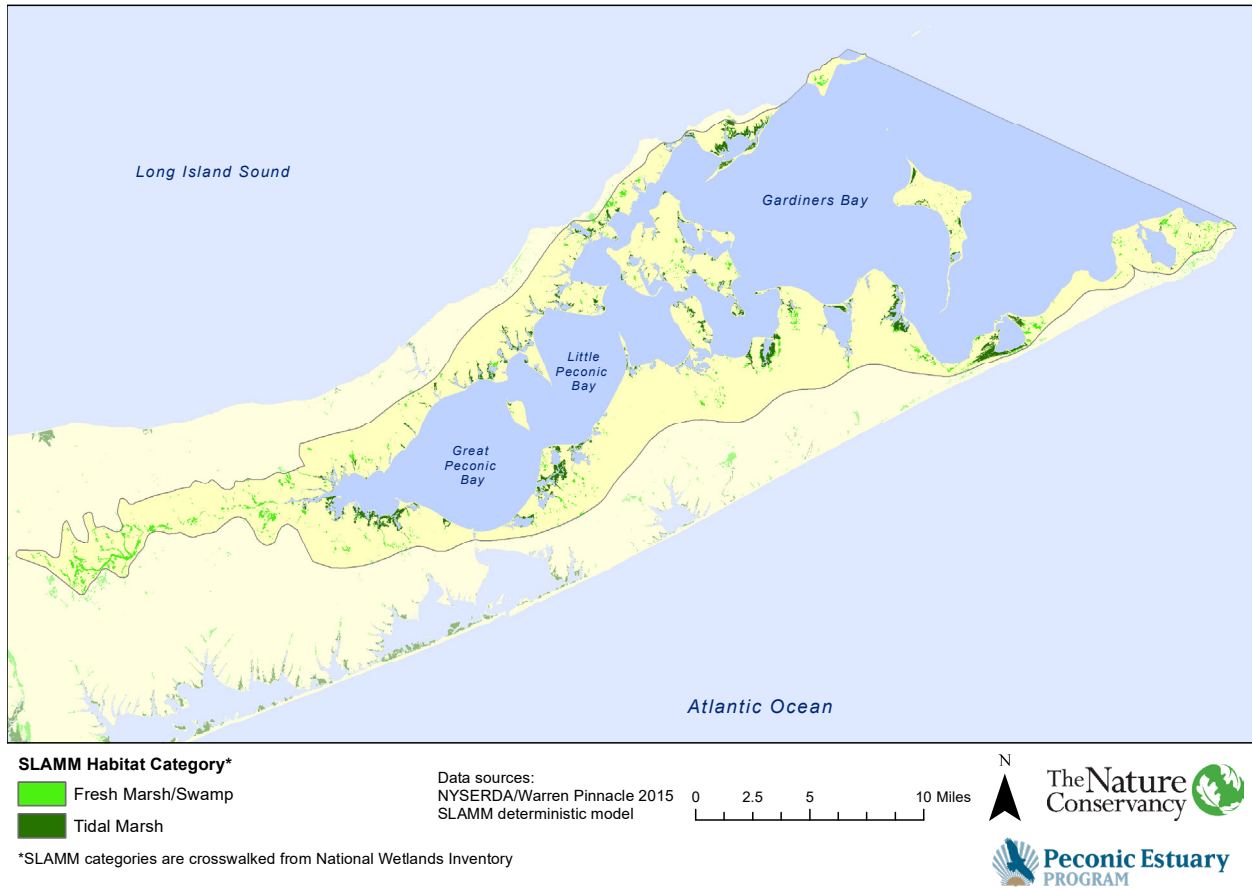 Long Island Sound
Gardiners Bay
Little
Peconic
Bay
Great
Peconic
Bay
Atlantic Ocean
SLAMM Habitat Category*
Fresh Marsh/Swamp
Tidal Marsh
*SLAMM categories are crosswalked from National Wetlands Inventory
Data sources:
NYSERDA/Warren Pinnacle 2015
SLAMM deterministic model
0 2.5 5 10 Miles
N
The Nature
Conservancy
Peconic Estuary
PROGRAM